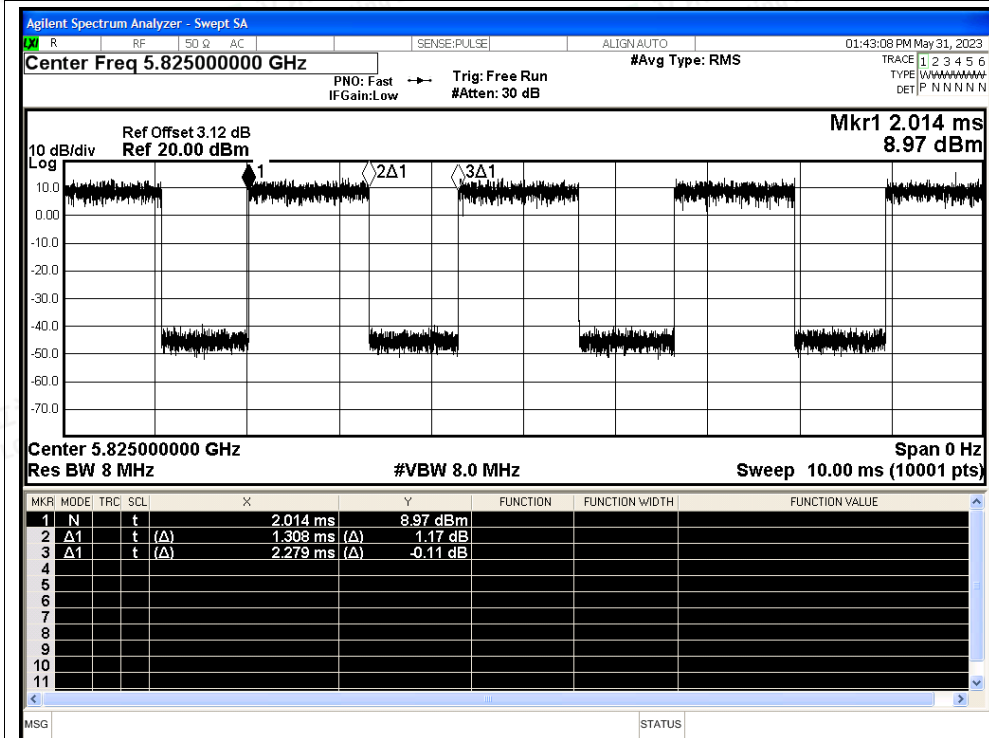 Agilent Spectrum Analyzer - Swept SA
LXI R RF 50 Ω AC SENSE:PULSE ALIGN AUTO 01:43:08 PM May 31, 2023
Center Freq 5.825000000 GHz
PNO: Fast
IFGain:Low
Trig: Free Run
#Atten: 30 dB
#Avg Type: RMS
TRACE 1 2 3 4 5 6
TYPE
DET P N N N N N
Mkr1 2.014 ms
8.97 dBm
Ref Offset 3.12 dB
10 dB/div Ref 20.00 dBm
Log
1 2Δ1 3Δ1
10.0
0.00
-10.0
-20.0
-30.0
-40.0
-50.0
-60.0
-70.0
Center 5.825000000 GHz Span 0 Hz
Res BW 8 MHz #VBW 8.0 MHz Sweep 10.00 ms (10001 pts)
MKR MODE TRC SCL X Y FUNCTION FUNCTION WIDTH FUNCTION VALUE
1 N t 2.014 ms 8.97 dBm
2 Δ1 t (Δ) 1.308 ms (Δ) 1.17 dB
3 Δ1 t (Δ) 2.279 ms (Δ) -0.11 dB
4
5
6
7
8
9
10
11
MSG STATUS